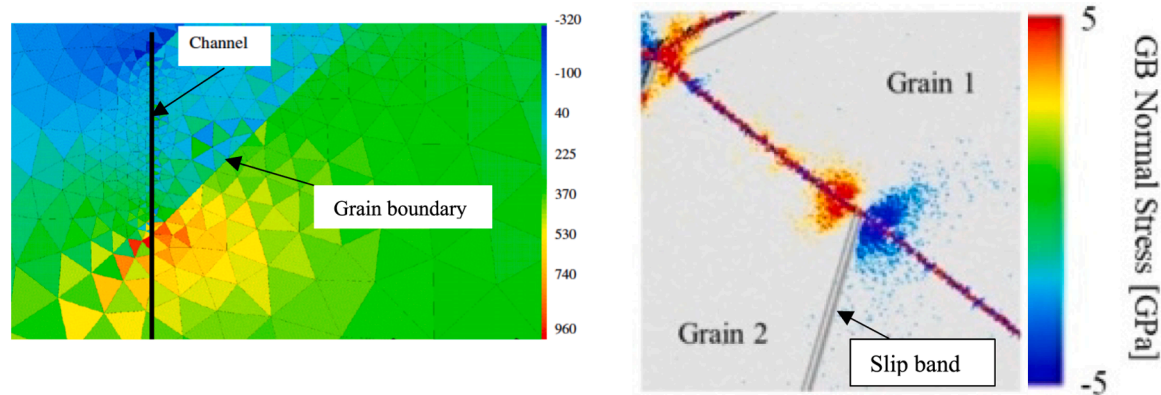 Channel
Grain boundary
-320
-100
40
225
370
530
740
960
Grain 1
Grain 2
Slip band
5
-5
GB Normal Stress [GPa]